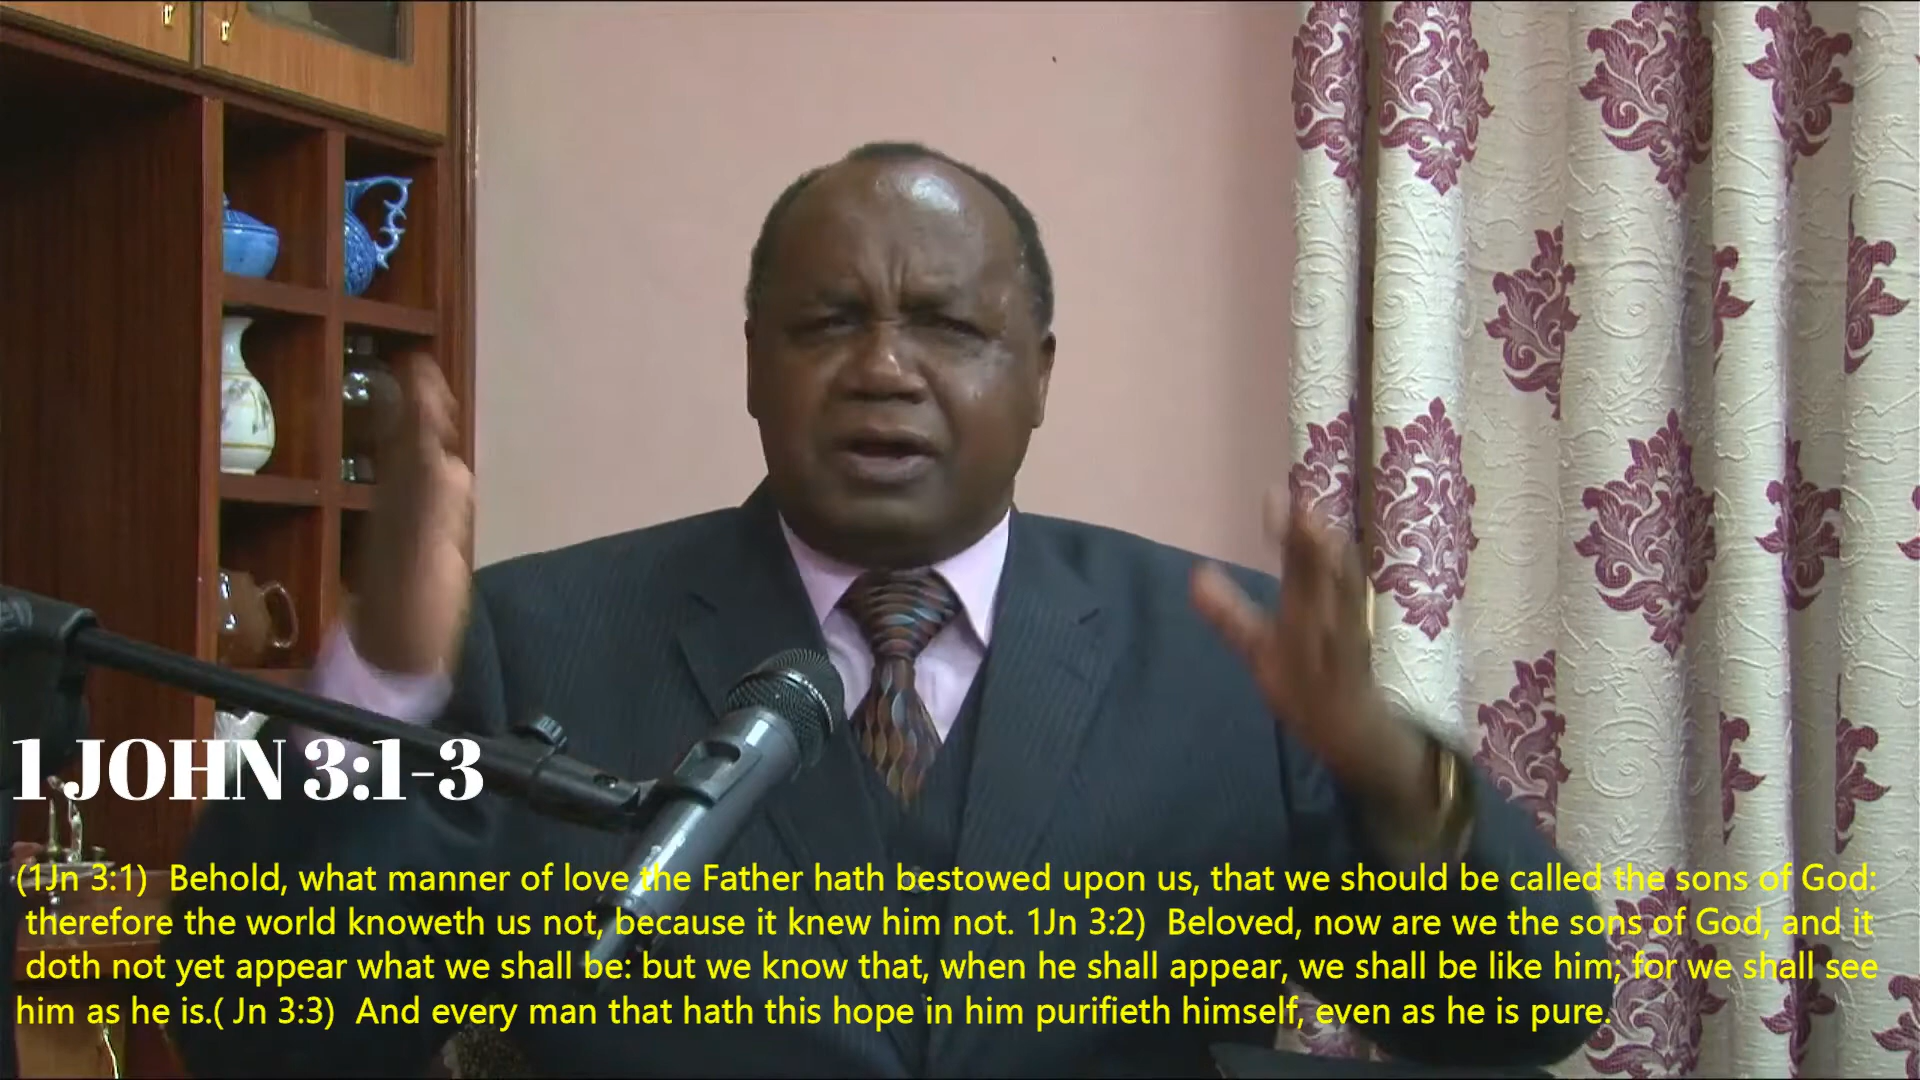 1 JOHN 3:1-3
(1Jn 3:1)  Behold, what manner of love the Father hath bestowed upon us, that we should be called the sons of God:
therefore the world knoweth us not, because it knew him not. 1Jn 3:2)  Beloved, now are we the sons of God, and it
doth not yet appear what we shall be: but we know that, when he shall appear, we shall be like him; for we shall see
him as he is.( Jn 3:3)  And every man that hath this hope in him purifieth himself, even as he is pure.